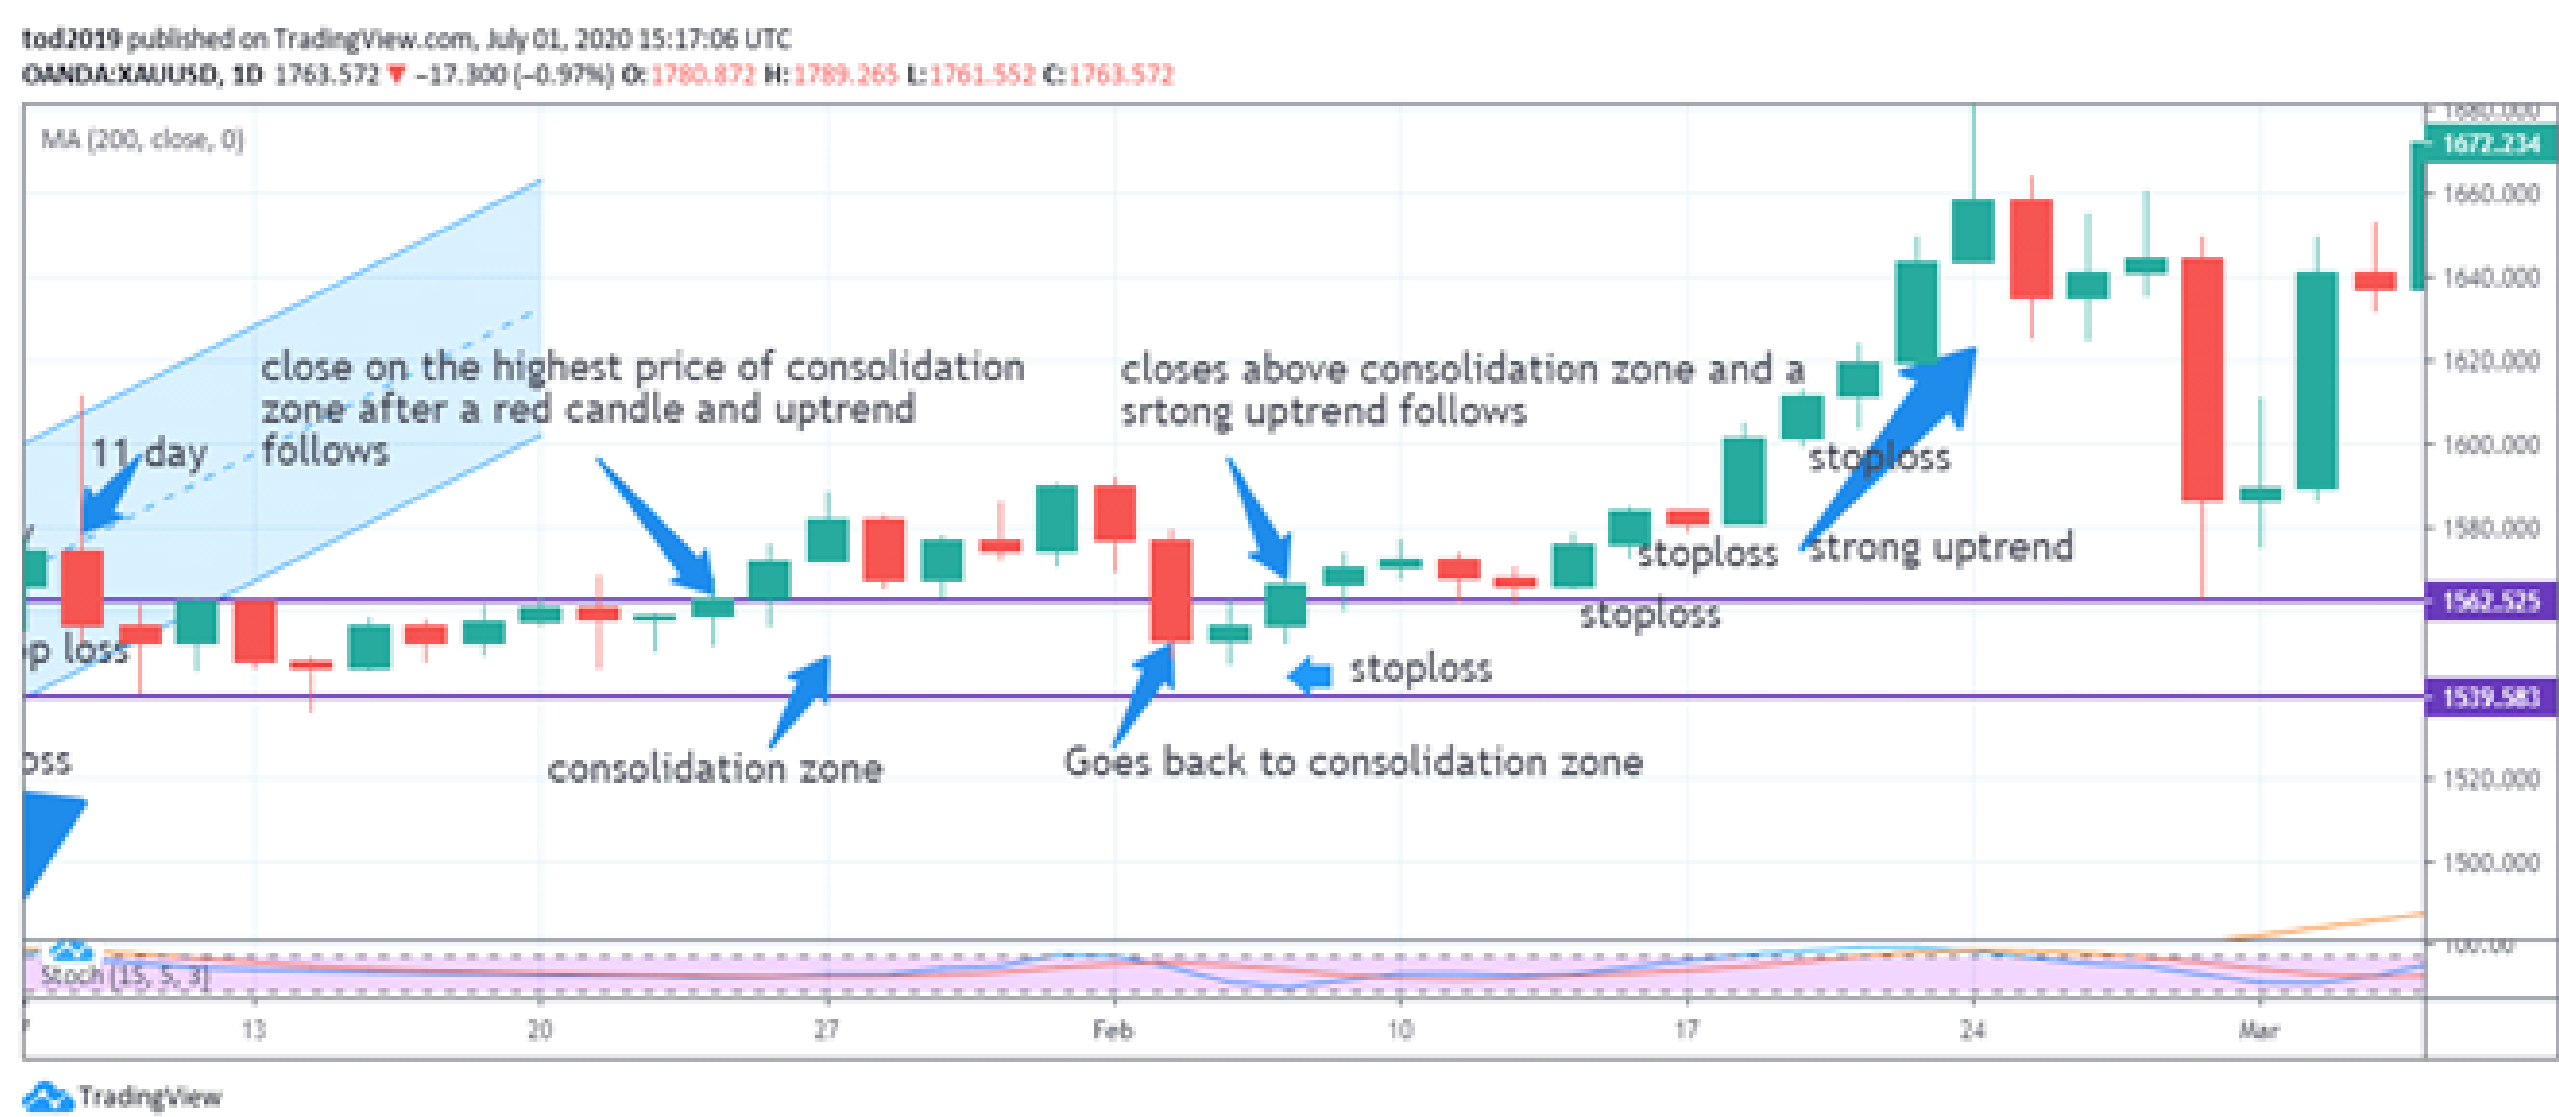 tod2019 published on TradingView.com, July 01, 2020 15:17:06 UTC
OANDA:XAUUSD, 1D 1763.572 ▼ −17.300 (−0.97%) O:1780.872 H:1789.265 L:1761.552 C:1763.572
MA (200, close, 0)
1680.000
1672.234
1660.000
1640.000
1620.000
close on the highest price of consolidation
zone after a red candle and uptrend
follows
closes above consolidation zone and a
srtong uptrend follows
11 day
stoploss
1600.000
1580.000
stoploss
strong uptrend
1562.525
stoploss
op loss
stoploss
1539.583
consolidation zone
Goes back to consolidation zone
oss
1520.000
1500.000
100.00
Stoch (15, 5, 3)
13 20 27 Feb 10 17 24 Mar
TradingView